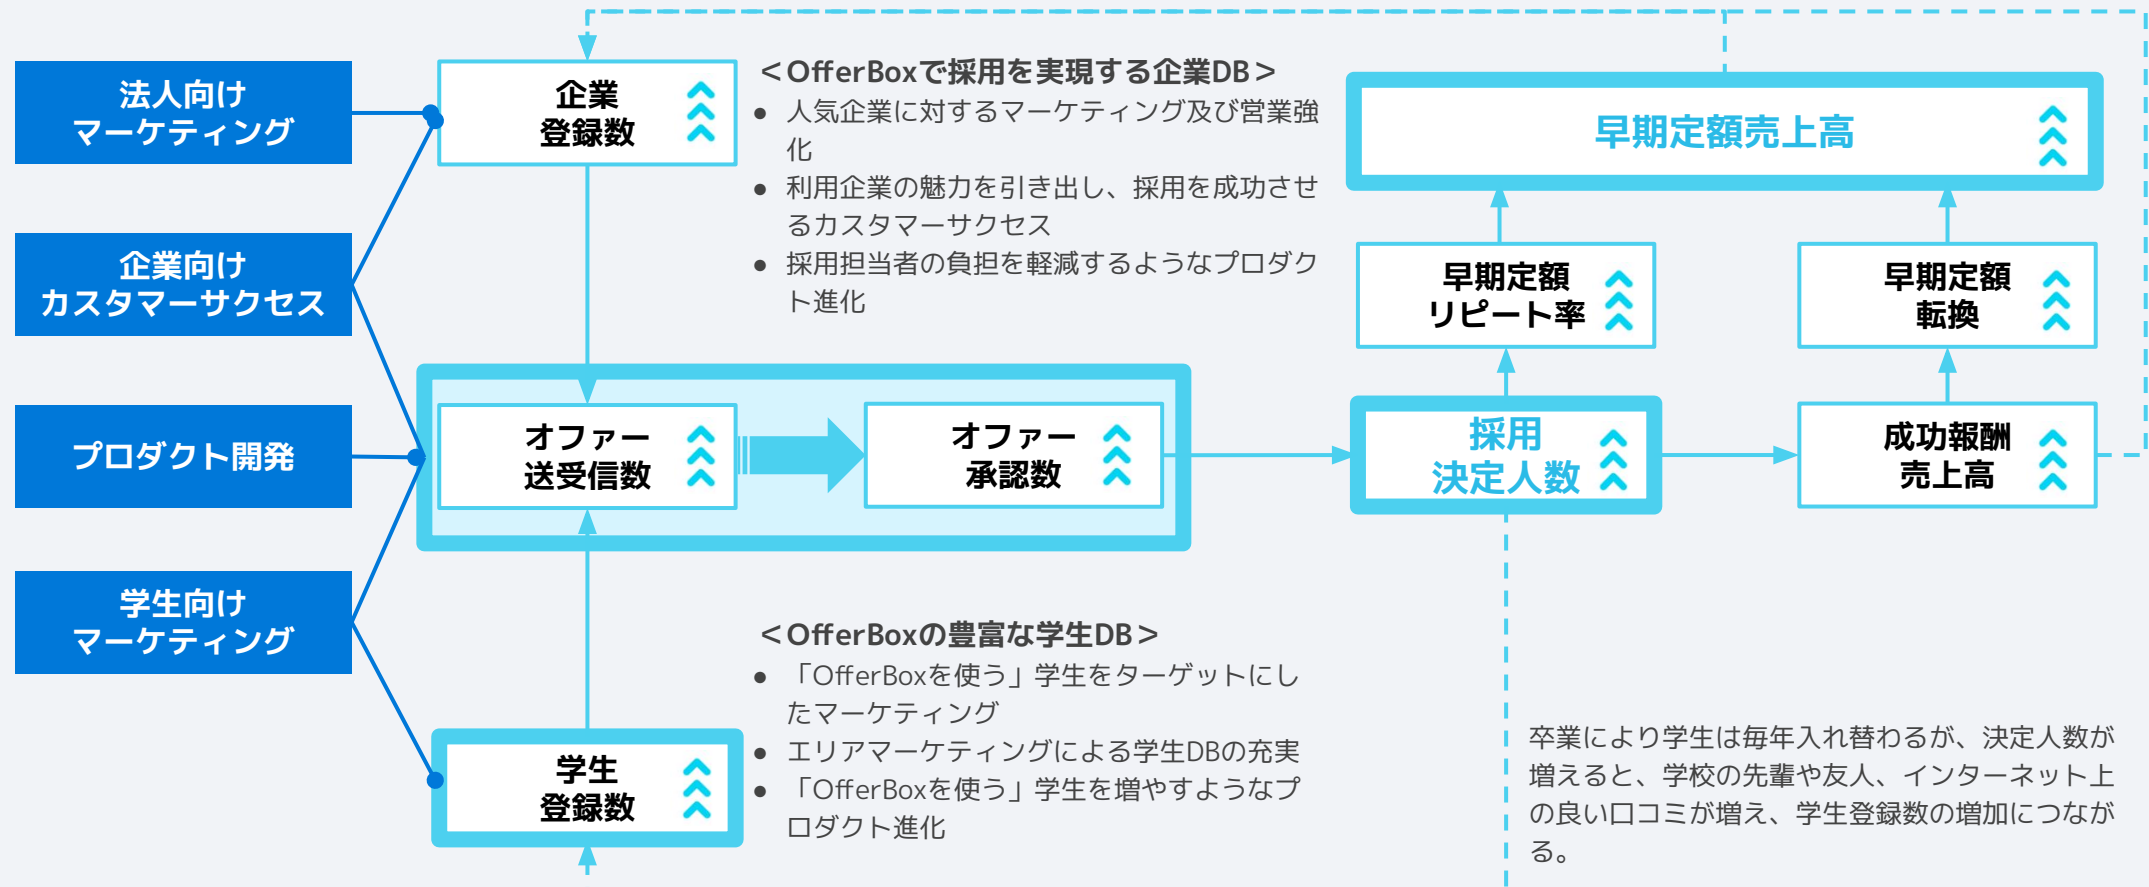 法人向け
マーケティング
企業向け
カスタマーサクセス
プロダクト開発
学生向け
マーケティング
企業
登録数
＜OfferBoxで採用を実現する企業DB＞
● 人気企業に対するマーケティング及び営業強
化
● 利用企業の魅力を引き出し、採用を成功させ
るカスタマーサクセス
● 採用担当者の負担を軽減するようなプロダク
ト進化
早期定額売上高
早期定額
リピート率
早期定額
転換
オファー
送受信数
オファー
承認数
採用
決定人数
成功報酬
売上高
学生
登録数
＜OfferBoxの豊富な学生DB＞
● 「OfferBoxを使う」学生をターゲットにし
たマーケティング
● エリアマーケティングによる学生DBの充実
● 「OfferBoxを使う」学生を増やすようなプ
ロダクト進化
卒業により学生は毎年入れ替わるが、決定人数が
増えると、学校の先輩や友人、インターネット上
の良い口コミが増え、学生登録数の増加につなが
る。